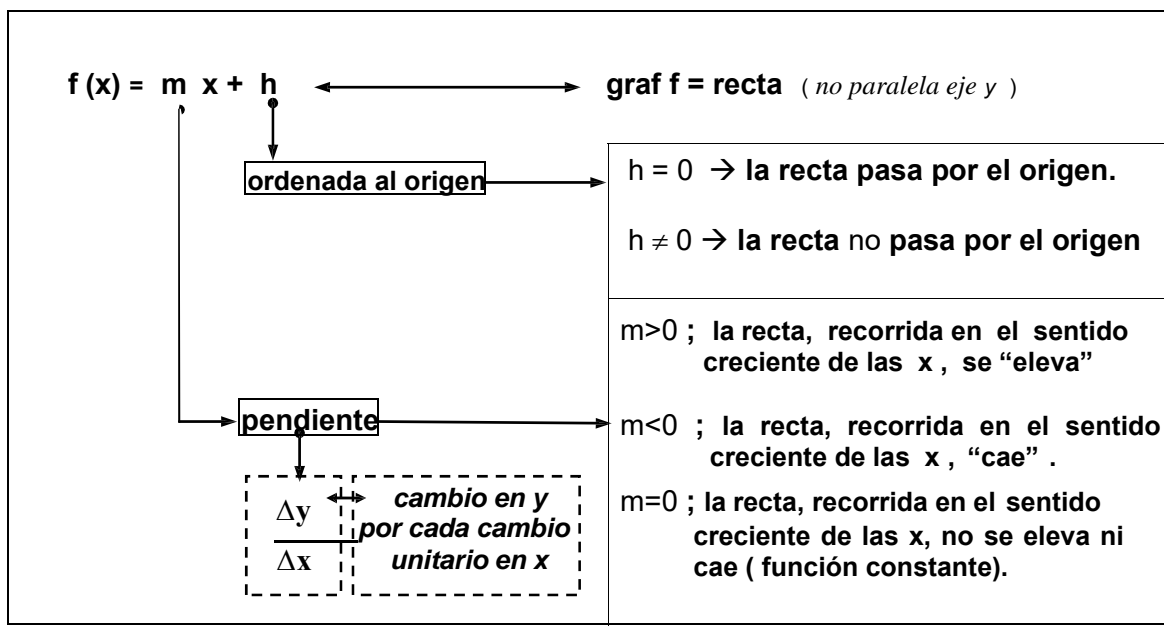 f (x) = m x + h graf f = recta ( no paralela eje y )
ordenada al origen
h = 0 → la recta pasa por el origen.
h ≠ 0 → la recta no pasa por el origen
m>0 ; la recta, recorrida en el sentido
creciente de las x , se “eleva”
pendiente
m<0 ; la recta, recorrida en el sentido
creciente de las x , “cae” .
m=0 ; la recta, recorrida en el sentido
creciente de las x, no se eleva ni
cae ( función constante).
Δy
Δx
cambio en y
por cada cambio
unitario en x